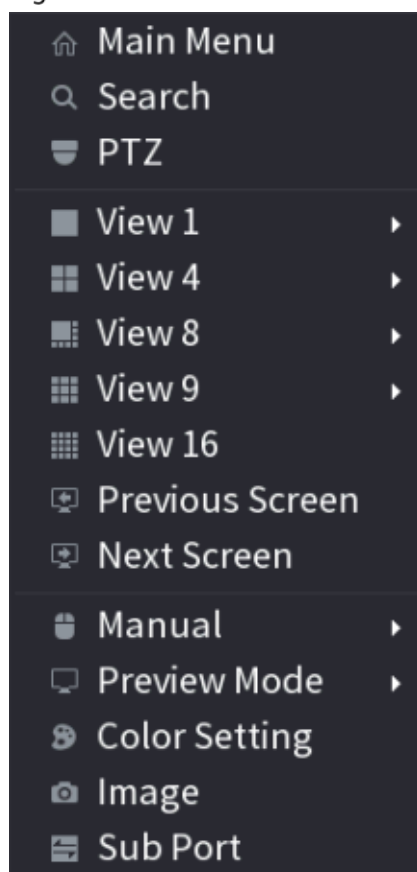 Main Menu
Search
PTZ
View 1
View 4
View 8
View 9
View 16
Previous Screen
Next Screen
Manual
Preview Mode
Color Setting
Image
Sub Port